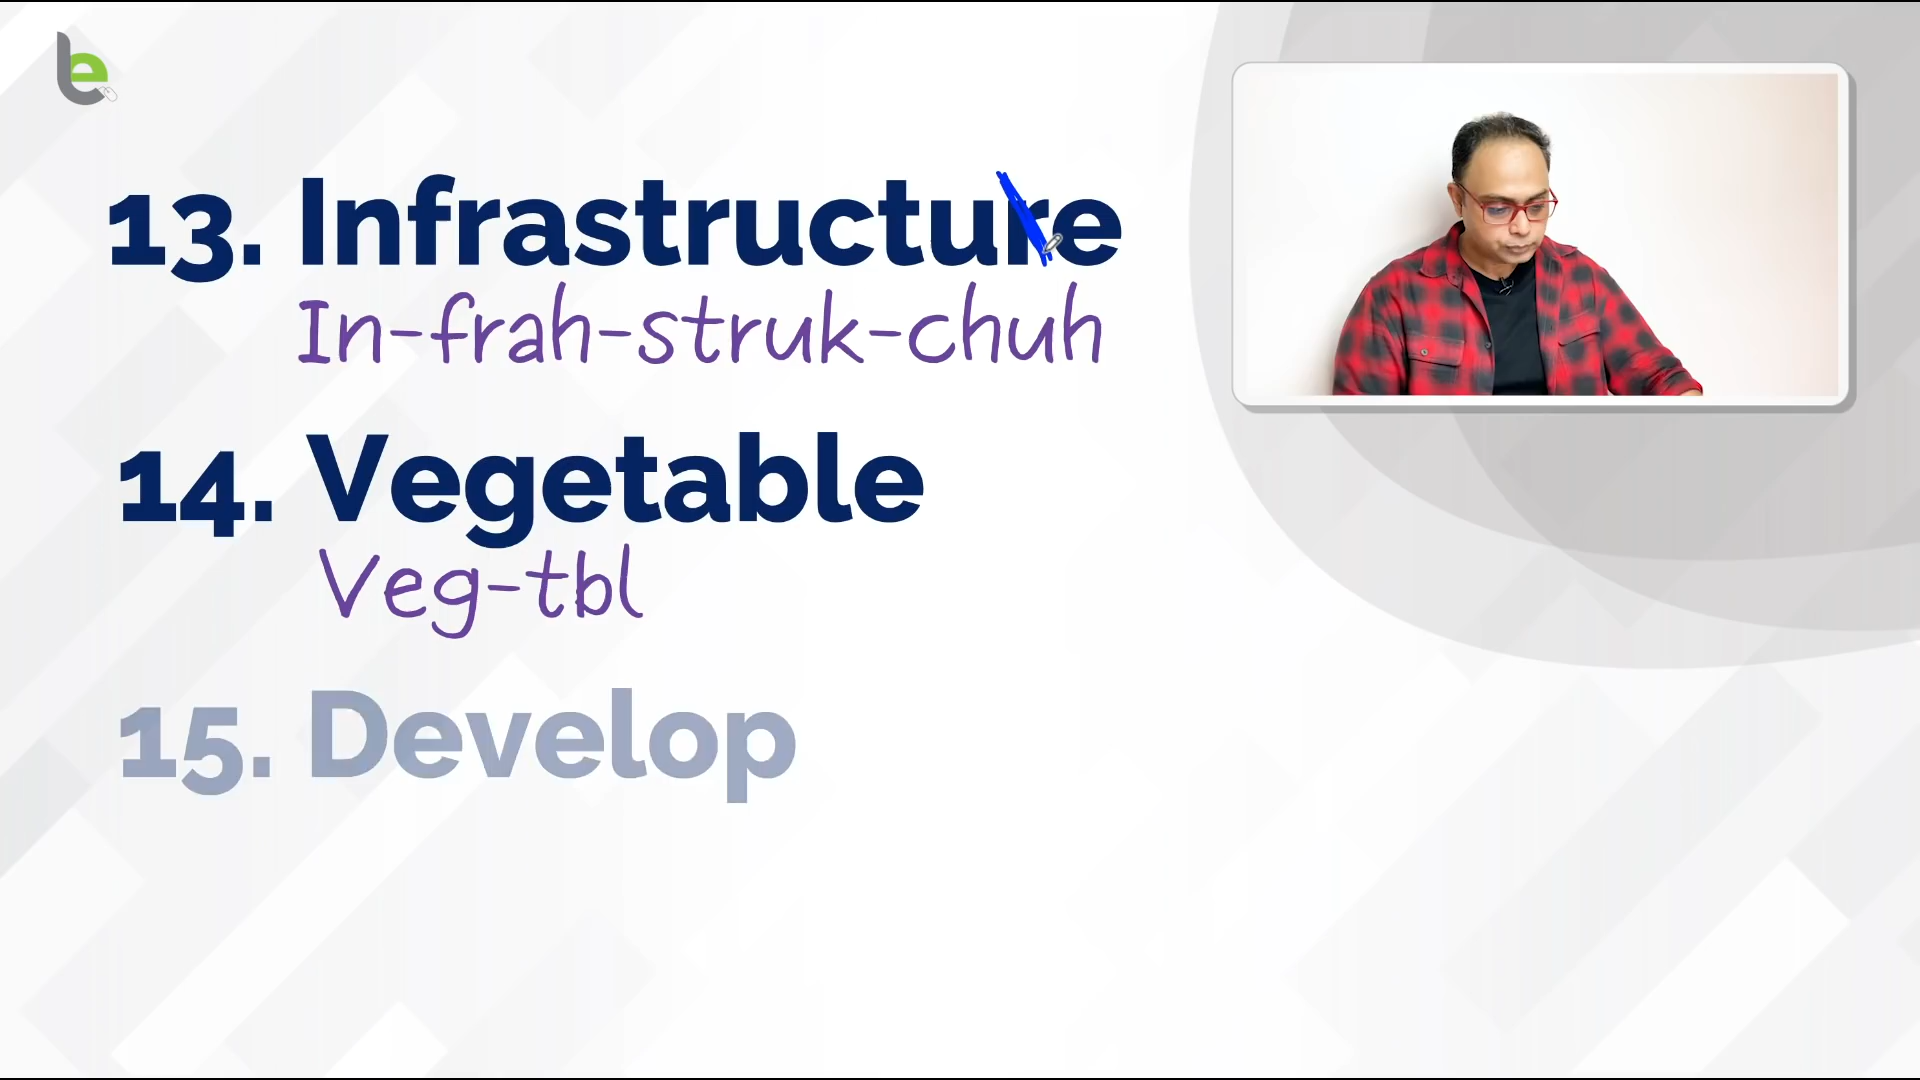 13. Infrastructure
In-frah-struk-chuh
14. Vegetable
Veg-tbl
15. Develop